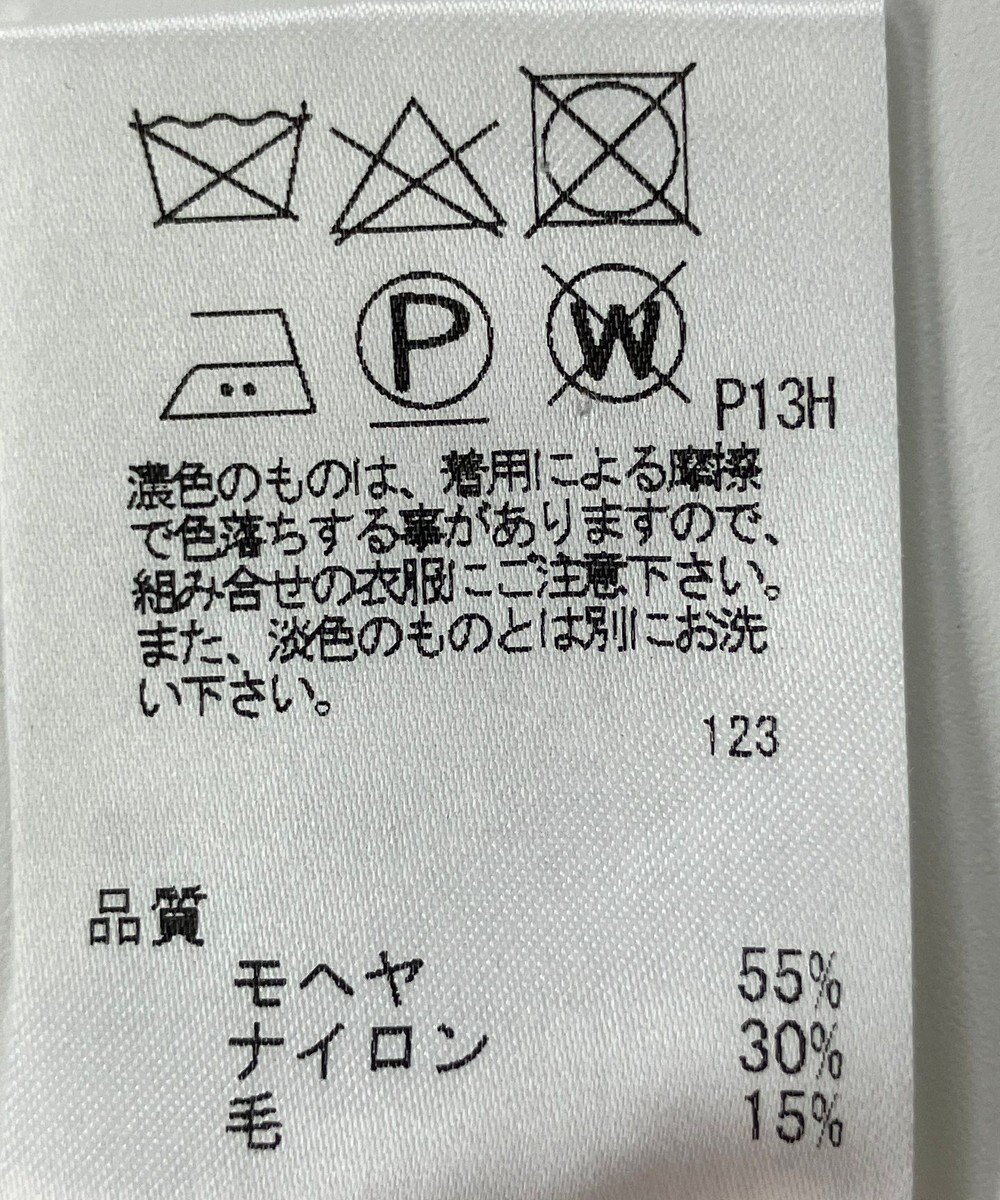 P W P13H
濃色のものは、着用による摩擦
で色落ちする事がありますので、
組み合せの衣服にご注意下さい。
また、淡色のものとは別にお洗
い下さい。
123
品質
モヘヤ 55%
ナイロン 30%
毛 15%